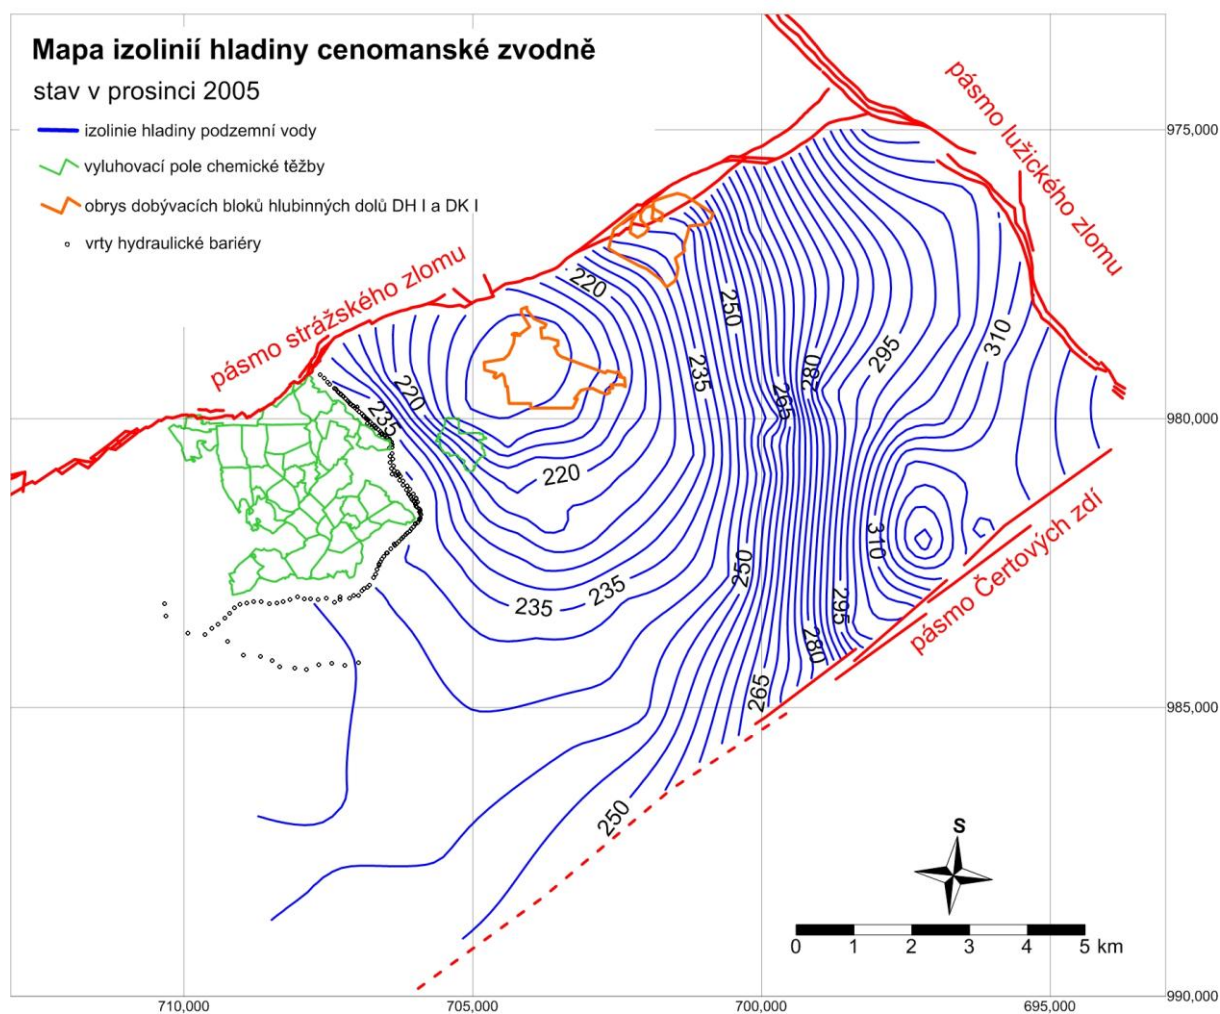 Mapa izolinií hladiny cenomanské zvodně
stav v prosinci 2005
izolinie hladiny podzemní vody
vyluhovací pole chemické těžby
obrys dobývacích bloků hlubinných dolů DH I a DK I
vrty hydraulické bariéry
pásmo lužického zlomu
pásmo strážského zlomu
pásmo Čertových zdí
975,000
980,000
985,000
990,000
220
250
310
295
280
235
265
220
235
220
310
250
235
235
295
280
265
250
S
0 1 2 3 4 5 km
710,000 705,000 700,000 695,000